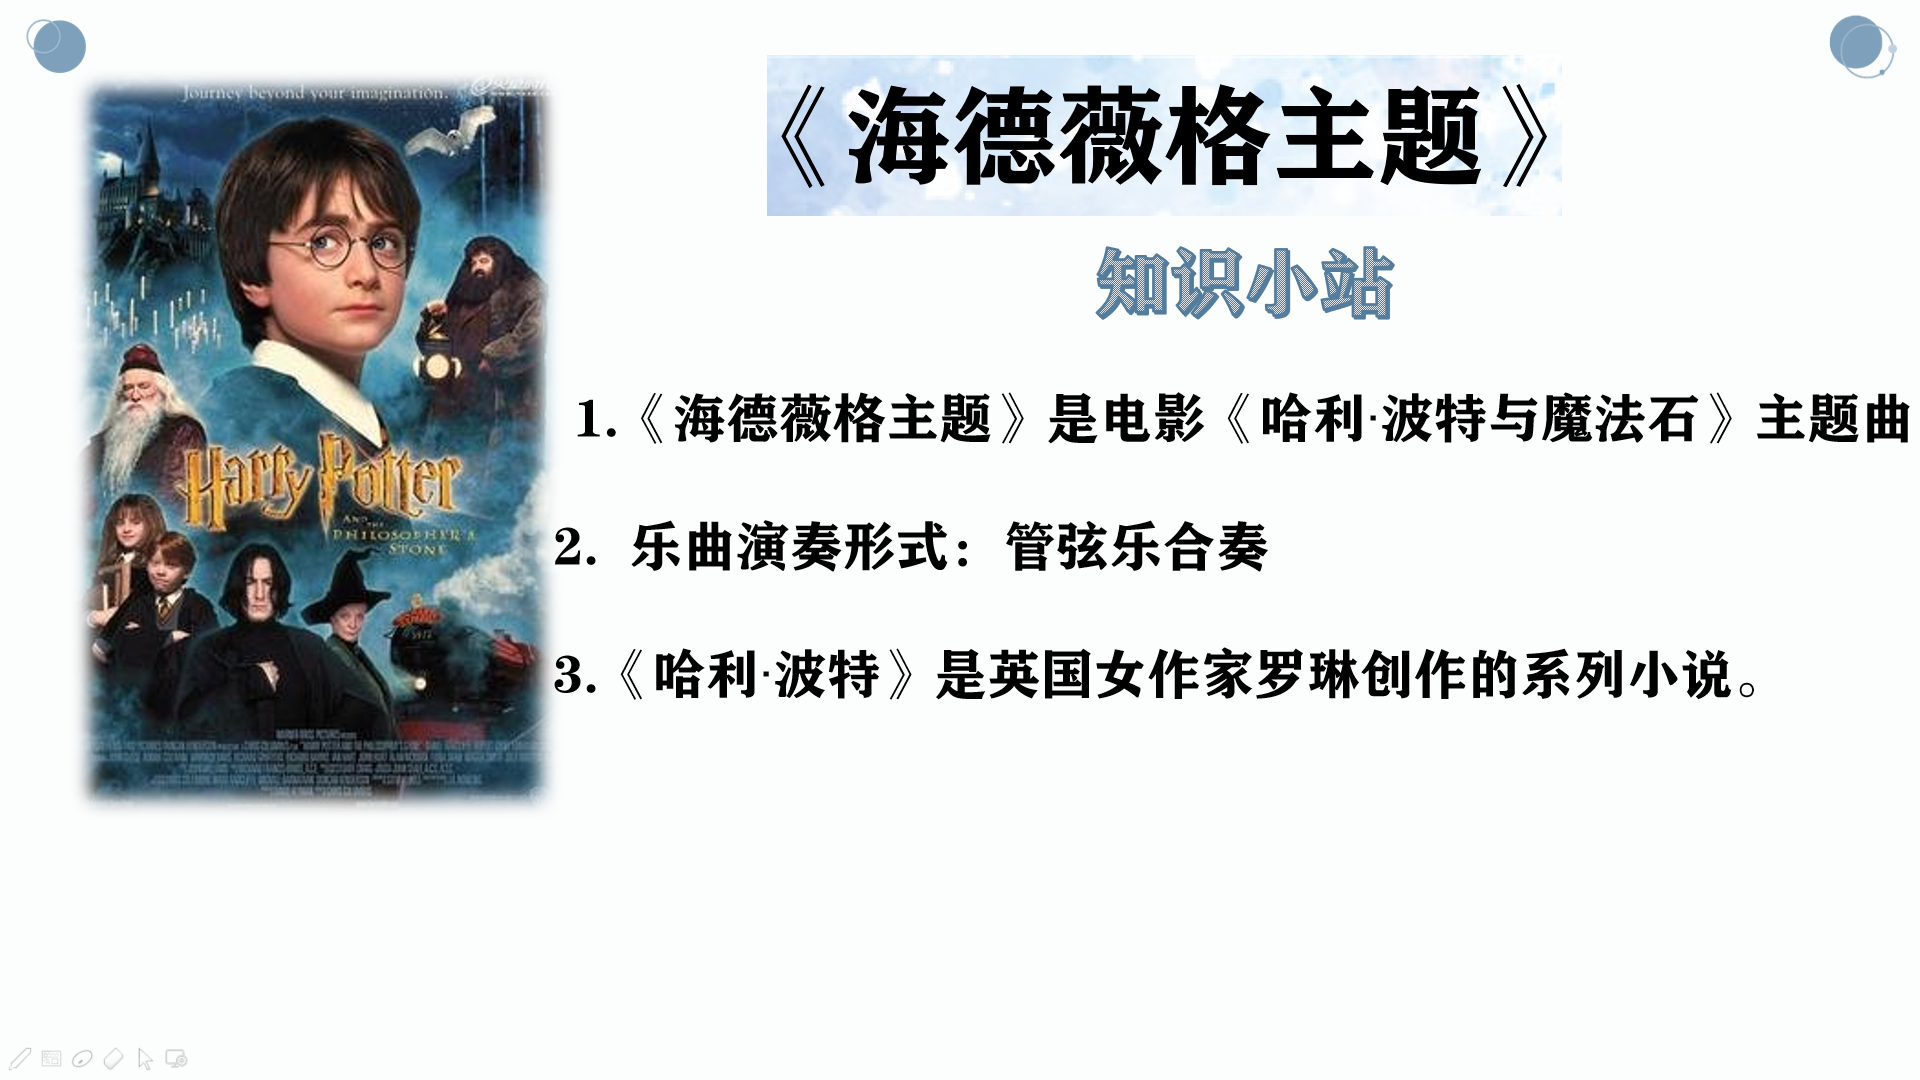 Journey beyond your imagination.
Harry Potter
AND THE
PHILOSOPHER'S
STONE
《海德薇格主题》
知识小站
1.《海德薇格主题》是电影《哈利·波特与魔法石》主题曲
2. 乐曲演奏形式：管弦乐合奏
3.《哈利·波特》是英国女作家罗琳创作的系列小说。